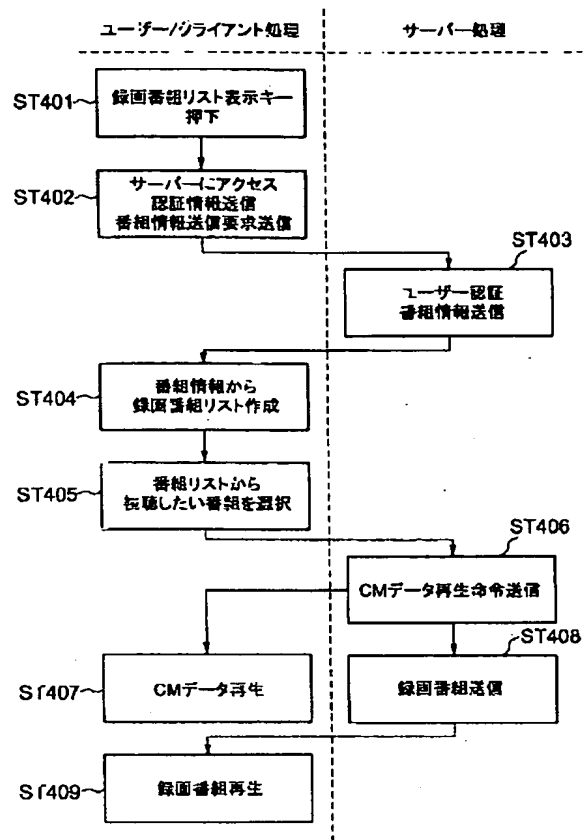 ユーザー/クライアント処理
サーバー処理
ST401
録画番組リスト表示キー
押下
ST402
サーバーにアクセス
認証情報送信
番組情報送信要求送信
ST403
ユーザー認証
番組情報送信
ST404
番組情報から
録画番組リスト作成
ST405
番組リストから
視聴したい番組を選択
ST406
CMデータ再生命令送信
ST407
CMデータ再生
ST408
録画番組送信
ST409
録画番組再生